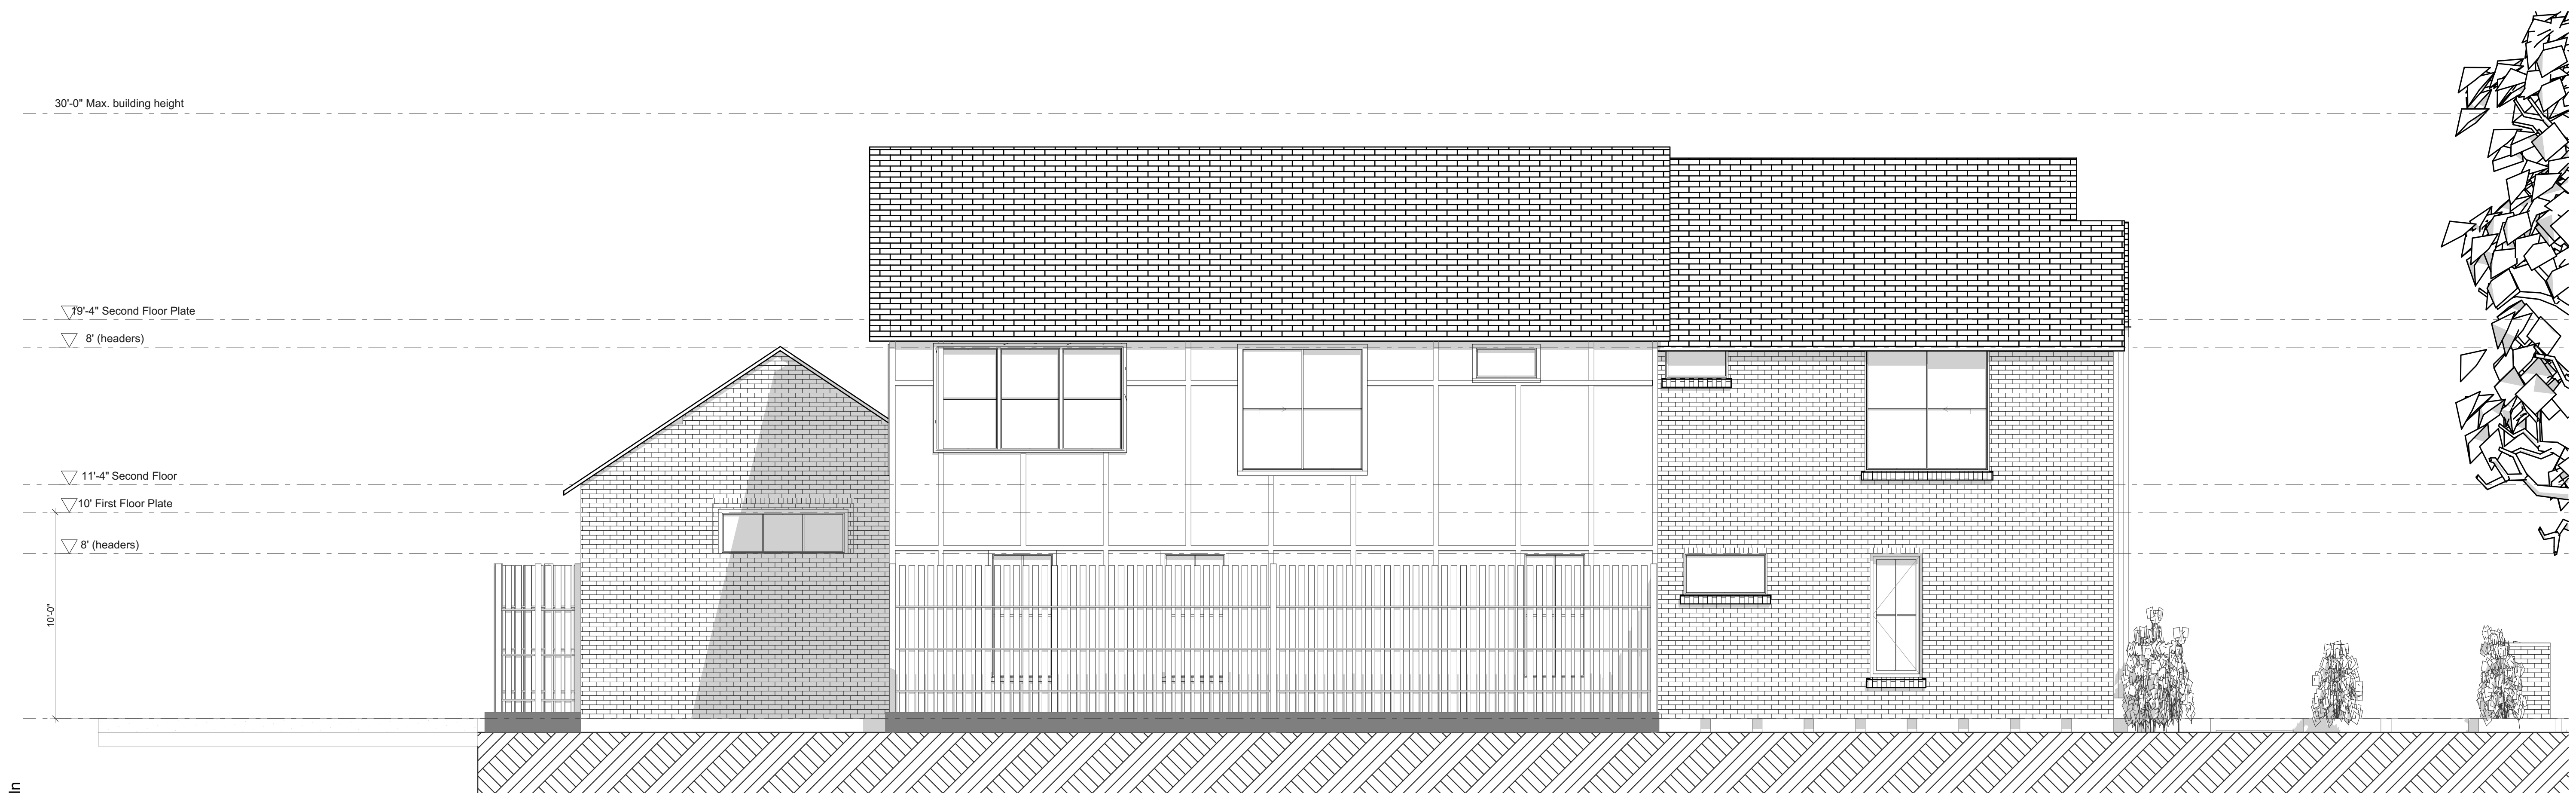 30'-0" Max. building height
19'-4" Second Floor Plate
8' (headers)
11'-4" Second Floor
10' First Floor Plate
8' (headers)
10'-0"
ln